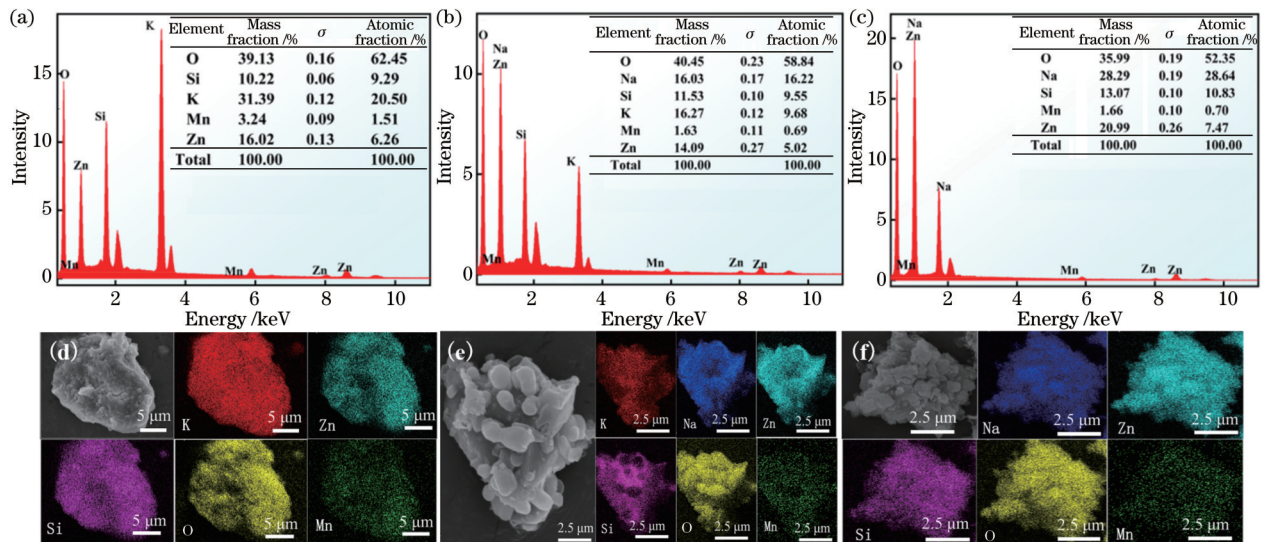 (a)
Intensity
15
10
5
0
2
4
6
8
10
Energy /keV
O
Mn
Zn
Si
K
Mn
Zn
Zn
Element Mass fraction /% σ Atomic fraction /%
O 39.13 0.16 62.45
Si 10.22 0.06 9.29
K 31.39 0.12 20.50
Mn 3.24 0.09 1.51
Zn 16.02 0.13 6.26
Total 100.00 100.00
(b)
Intensity
10
5
0
2
4
6
8
10
Energy /keV
O
Mn
Na
Zn
Si
K
Mn
Zn
Zn
Element Mass fraction /% σ Atomic fraction /%
O 40.45 0.23 58.84
Na 16.03 0.17 16.22
Si 11.53 0.10 9.55
K 16.27 0.12 9.68
Mn 1.63 0.11 0.69
Zn 14.09 0.27 5.02
Total 100.00 100.00
(c)
Intensity
20
15
10
5
0
2
4
6
8
10
Energy /keV
O
Mn
Na
Zn
Na
Mn
Zn
Zn
Element Mass fraction /% σ Atomic fraction /%
O 35.99 0.19 52.35
Na 28.29 0.19 28.64
Si 13.07 0.10 10.83
Mn 1.66 0.10 0.70
Zn 20.99 0.26 7.47
Total 100.00 100.00
(d)
5 μm
K 5 μm
Zn 5 μm
Si 5 μm
O 5 μm
Mn 5 μm
(e)
2.5 μm
K 2.5 μm
Na 2.5 μm
Zn 2.5 μm
Si 2.5 μm
O 2.5 μm
Mn 2.5 μm
(f)
2.5 μm
Na 2.5 μm
Zn 2.5 μm
Si 2.5 μm
O 2.5 μm
Mn 2.5 μm